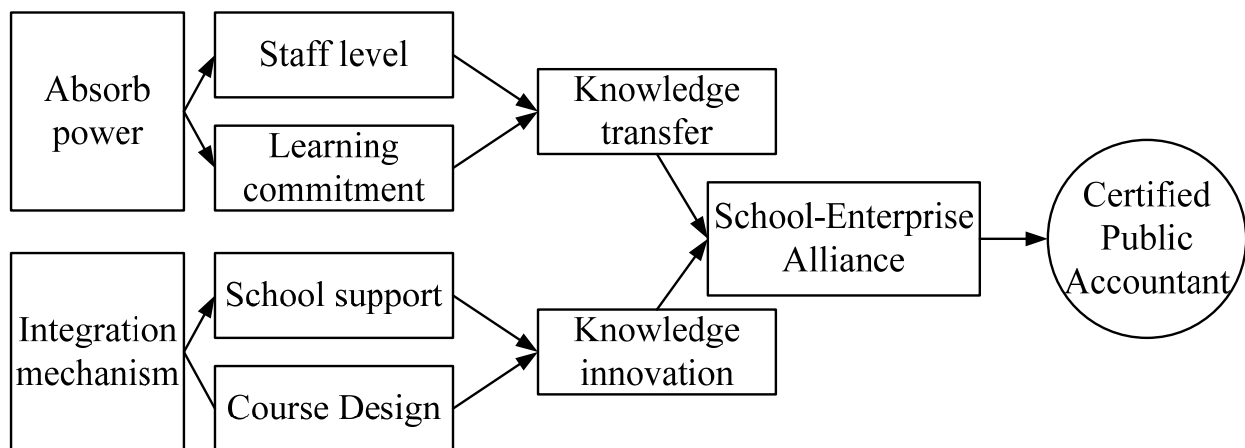 Absorb
power
Staff level
Learning
commitment
Knowledge
transfer
Integration
mechanism
School support
Course Design
Knowledge
innovation
School-Enterprise
Alliance
Certified
Public
Accountant